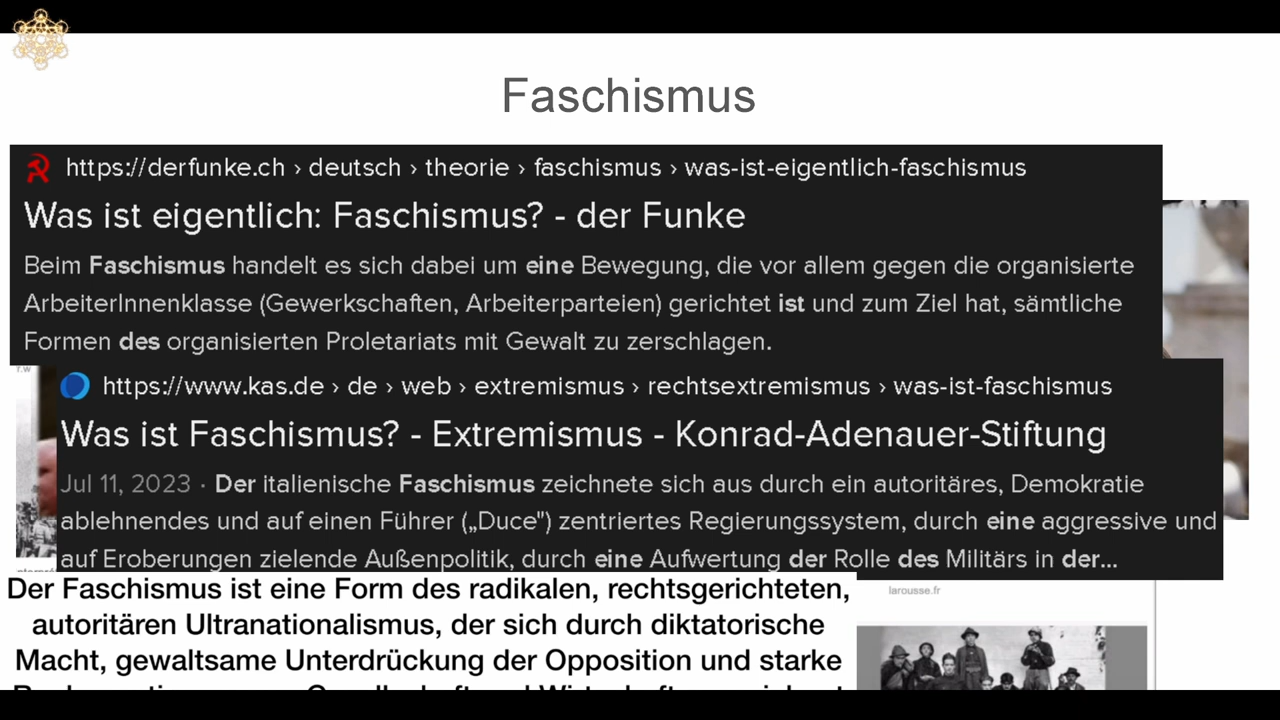 Faschismus
https://derfunke.ch › deutsch › theorie › faschismus › was-ist-eigentlich-faschismus
Was ist eigentlich: Faschismus? - der Funke
Beim Faschismus handelt es sich dabei um eine Bewegung, die vor allem gegen die organisierte
ArbeiterInnenklasse (Gewerkschaften, Arbeiterparteien) gerichtet ist und zum Ziel hat, sämtliche
Formen des organisierten Proletariats mit Gewalt zu zerschlagen.
https://www.kas.de › de › web › extremismus › rechtsextremismus › was-ist-faschismus
Was ist Faschismus? - Extremismus - Konrad-Adenauer-Stiftung
Jul 11, 2023 · Der italienische Faschismus zeichnete sich aus durch ein autoritäres, Demokratie
ablehnendes und auf einen Führer („Duce") zentriertes Regierungssystem, durch eine aggressive und
auf Eroberungen zielende Außenpolitik, durch eine Aufwertung der Rolle des Militärs in der...
Der Faschismus ist eine Form des radikalen, rechtsgerichteten,
autoritären Ultranationalismus, der sich durch diktatorische
Macht, gewaltsame Unterdrückung der Opposition und starke
larousse.fr